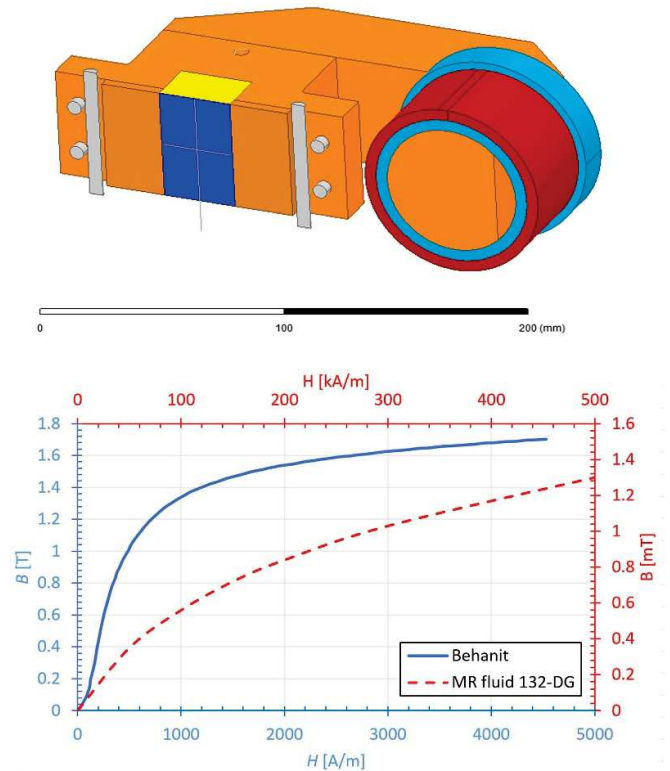 0 100 200 (mm)
H [kA/m]
0 100 200 300 400 500
1.8 1.6
1.6 1.4
1.4 1.2
1.2 1
1 0.8
0.8 0.6
0.6 0.4
0.4 0.2
0.2 0
0
B [T]
B [mT]
Behanit
MR fluid 132-DG
0 1000 2000 3000 4000 5000
H [A/m]